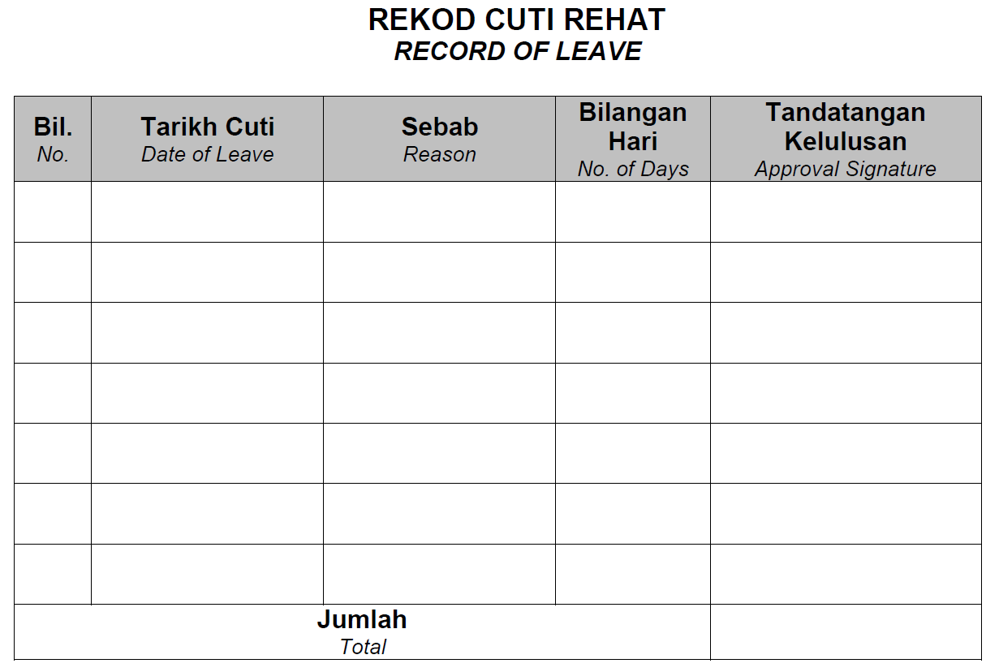 REKOD CUTI REHAT
RECORD OF LEAVE
Bil.
No.
Tarikh Cuti
Date of Leave
Sebab
Reason
Bilangan
Hari
No. of Days
Tandatangan
Kelulusan
Approval Signature
Jumlah
Total